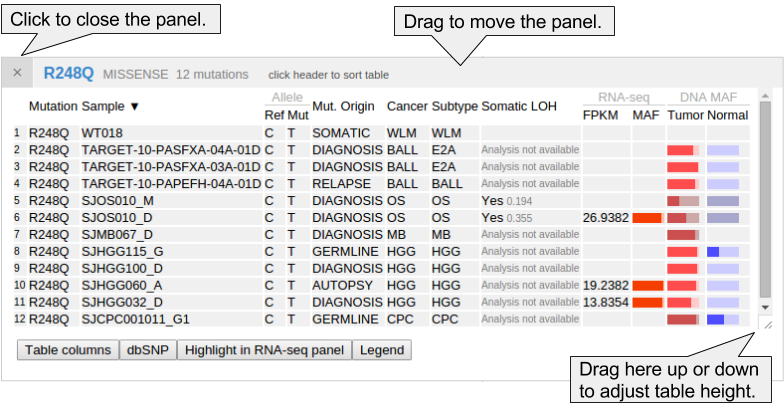 Click to close the panel.
Drag to move the panel.
× R248Q MISSENSE 12 mutations click header to sort table
Allele RNA-seq DNA MAF
Mutation Sample ▼ Ref Mut Mut. Origin Cancer Subtype Somatic LOH FPKM MAF Tumor Normal
1 R248Q WT018 C T SOMATIC WLM WLM
2 R248Q TARGET-10-PASFXA-04A-01D C T DIAGNOSIS BALL E2A Analysis not available
3 R248Q TARGET-10-PASFXA-03A-01D C T DIAGNOSIS BALL E2A Analysis not available
4 R248Q TARGET-10-PAPEFH-04A-01D C T RELAPSE BALL BALL Analysis not available
5 R248Q SJOS010_M C T DIAGNOSIS OS OS Yes 0.194
6 R248Q SJOS010_D C T DIAGNOSIS OS OS Yes 0.355 26.9382
7 R248Q SJMB067_D C T DIAGNOSIS MB MB Analysis not available
8 R248Q SJHGG115_G C T GERMLINE HGG HGG Analysis not available
9 R248Q SJHGG100_D C T DIAGNOSIS HGG HGG Analysis not available
10 R248Q SJHGG060_A C T AUTOPSY HGG HGG Analysis not available 19.2382
11 R248Q SJHGG032_D C T DIAGNOSIS HGG HGG Analysis not available 13.8354
12 R248Q SJCPC001011_G1 C T GERMLINE CPC CPC Analysis not available
Table columns dbSNP Highlight in RNA-seq panel Legend
Drag here up or down
to adjust table height.